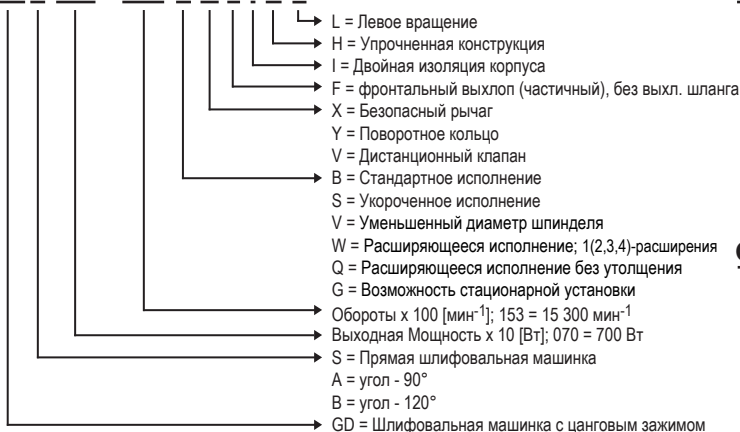 L = Левое вращение
H = Упрочненная конструкция
I = Двойная изоляция корпуса
F = фронтальный выхлоп (частичный), без выхл. шланга
X = Безопасный рычаг
Y = Поворотное кольцо
V = Дистанционный клапан
B = Стандартное исполнение
S = Укороченное исполнение
V = Уменьшенный диаметр шпинделя
W = Расширяющееся исполнение; 1(2,3,4)-расширения
Q = Расширяющееся исполнение без утолщения
G = Возможность стационарной установки
Обороты x 100 [мин-1]; 153 = 15 300 мин-1
Выходная Мощность x 10 [Вт]; 070 = 700 Вт
S = Прямая шлифовальная машинка
A = угол - 90°
B = угол - 120°
GD = Шлифовальная машинка с цанговым зажимом